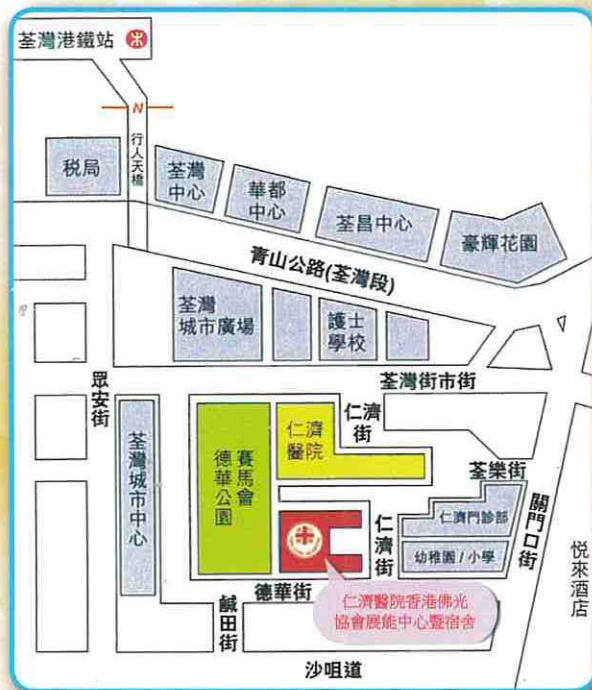 荃灣港鐵站
N
行人天橋
稅局
荃灣
中心
華都
中心
荃昌中心
豪輝花園
青山公路(荃灣段)
荃灣
城市廣場
護士
學校
荃灣街市街
眾安街
仁濟街
荃灣城市中心
賽馬會
德華公園
仁濟
醫院
荃樂街
仁濟門診部
仁濟街
幼稚園/小學
關門口街
悅來酒店
德華街
鹹田街
仁濟醫院香港佛光
協會展能中心暨宿舍
沙咀道